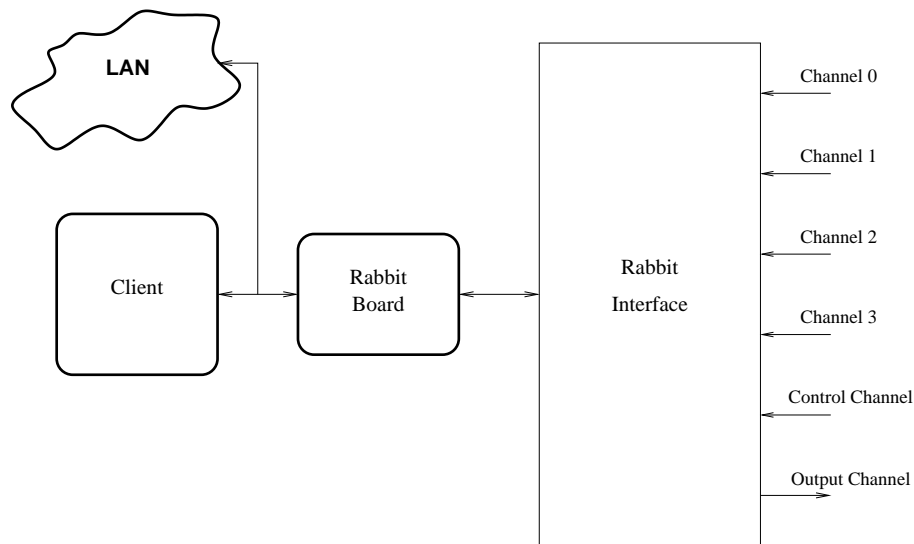 LAN
Channel 0
Channel 1
Client
Rabbit
Board
Rabbit
Interface
Channel 2
Channel 3
Control Channel
Output Channel